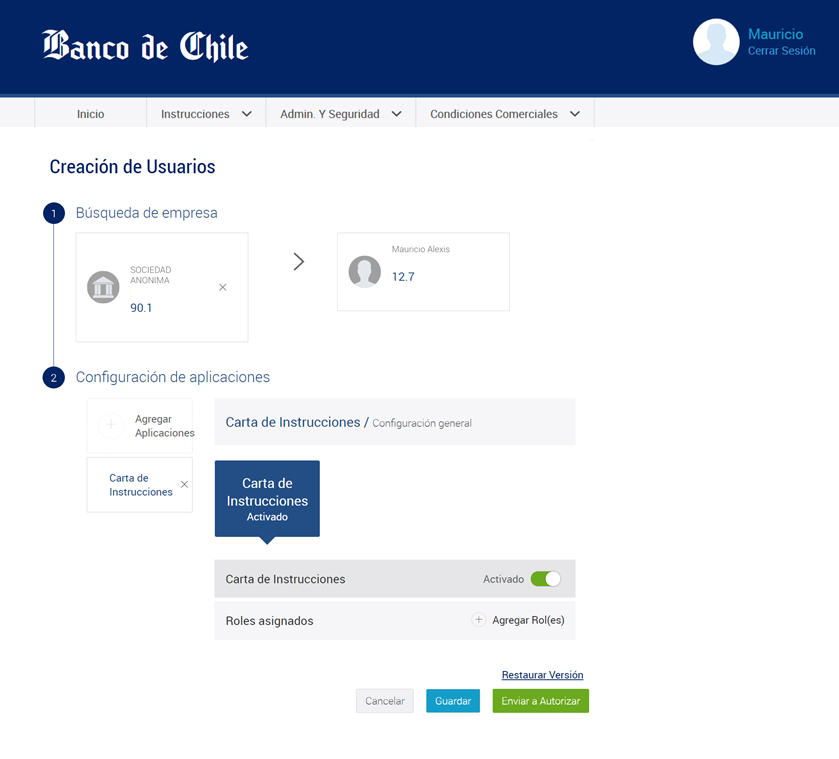 Banco de Chile
Mauricio
Cerrar Sesión
Inicio
Instrucciones
Admin. Y Seguridad
Condiciones Comerciales
Creación de Usuarios
1
Búsqueda de empresa
SOCIEDAD
ANONIMA
90.1
Mauricio Alexis
12.7
2
Configuración de aplicaciones
Agregar
Aplicaciones
Carta de
Instrucciones
Carta de Instrucciones / Configuración general
Carta de
Instrucciones
Activado
Carta de Instrucciones
Activado
Roles asignados
Agregar Rol(es)
Restaurar Versión
Cancelar
Guardar
Enviar a Autorizar